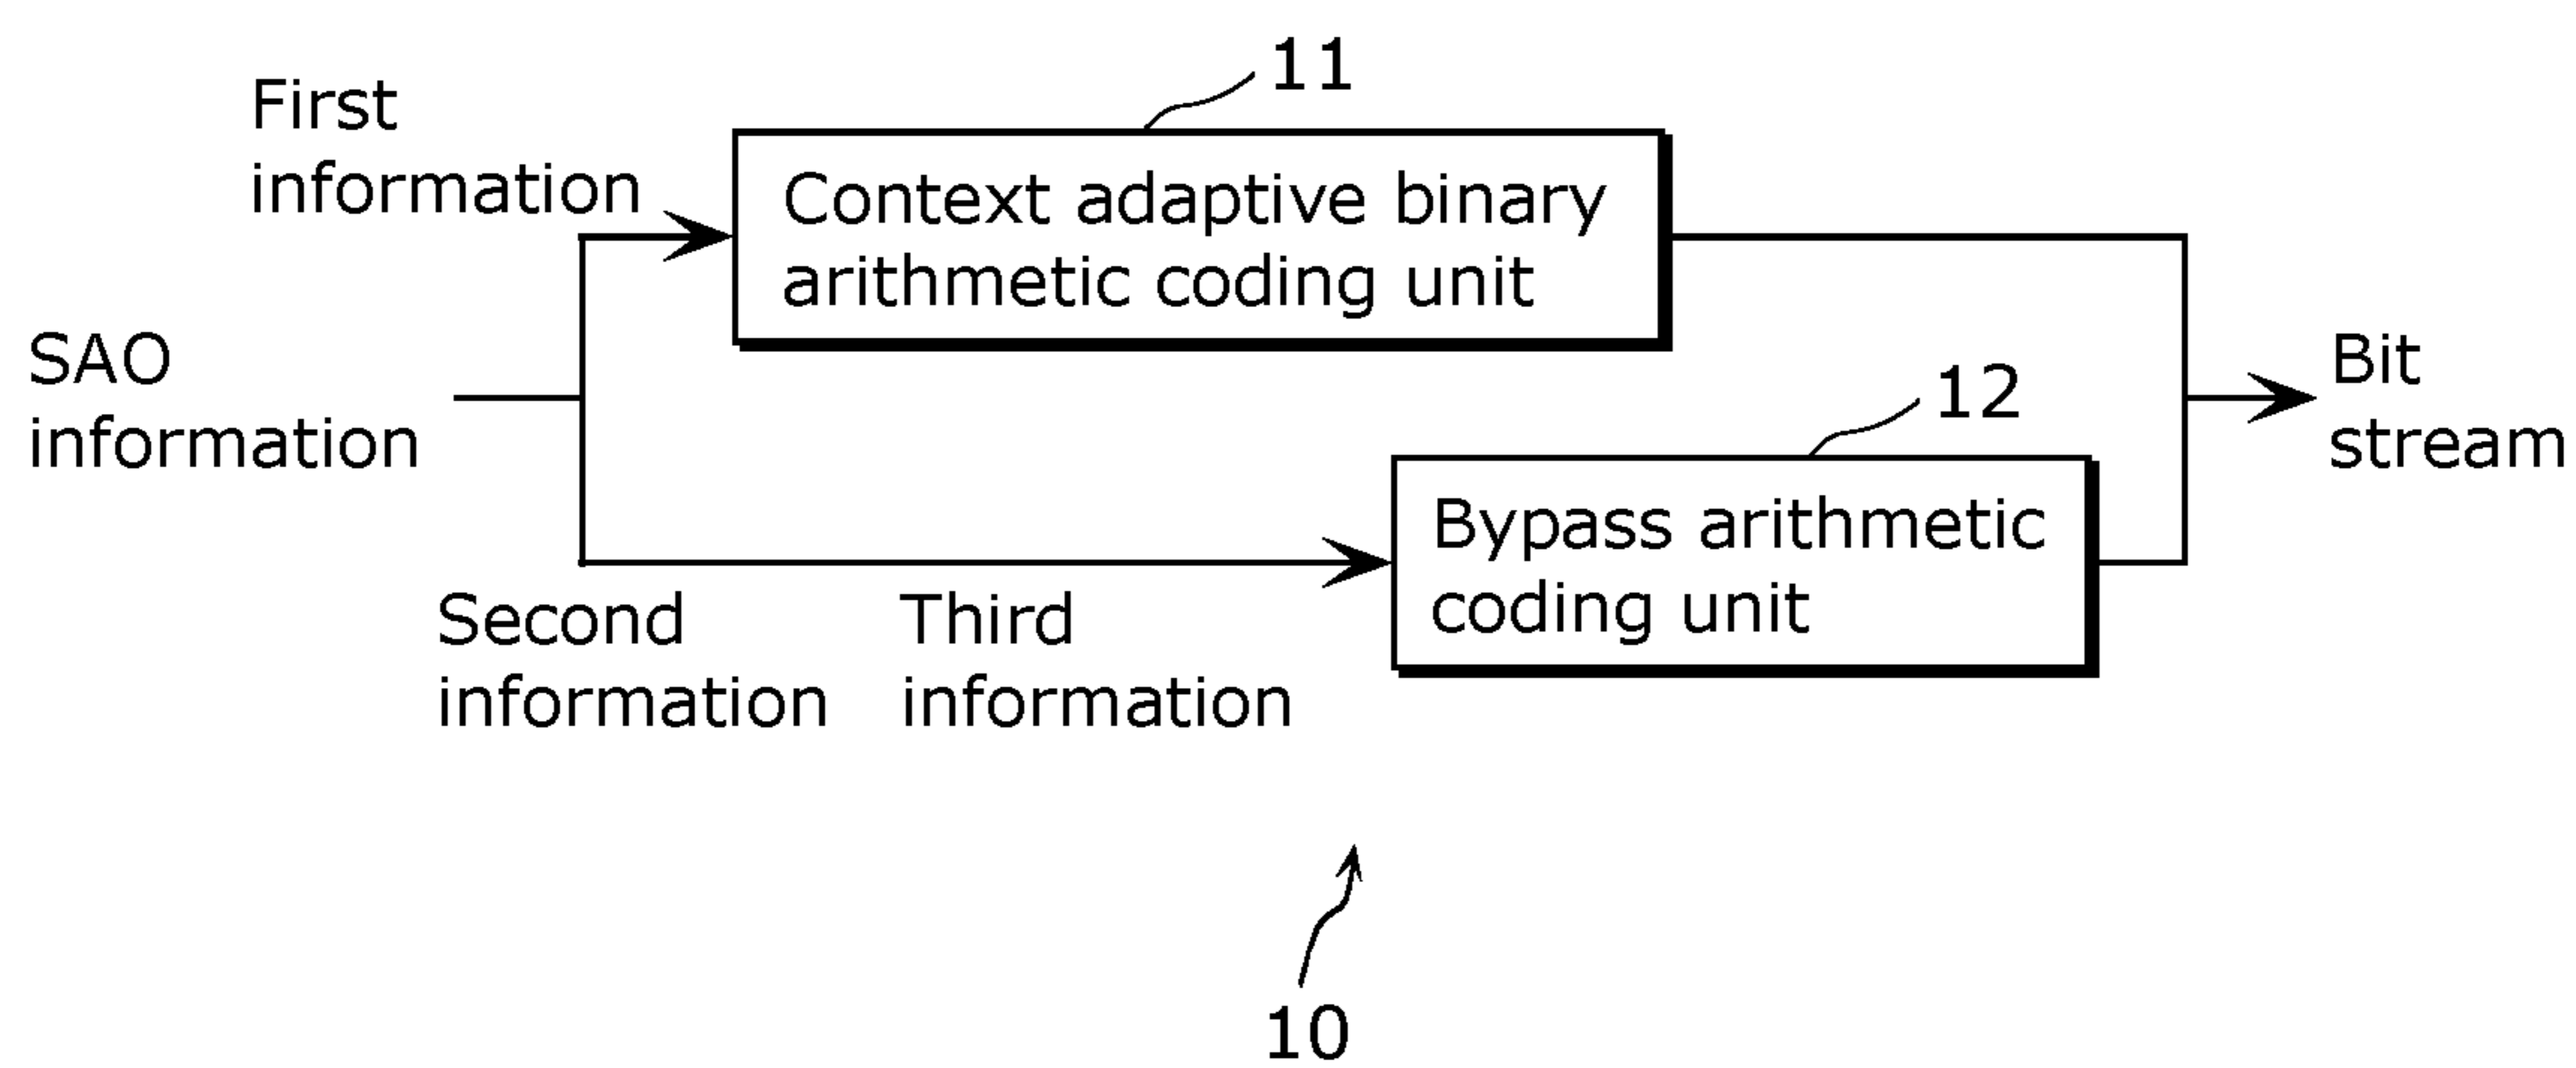 11
First
information
Context adaptive binary
arithmetic coding unit
SAO
information
12
Bit
stream
Bypass arithmetic
coding unit
Second
information
Third
information
10